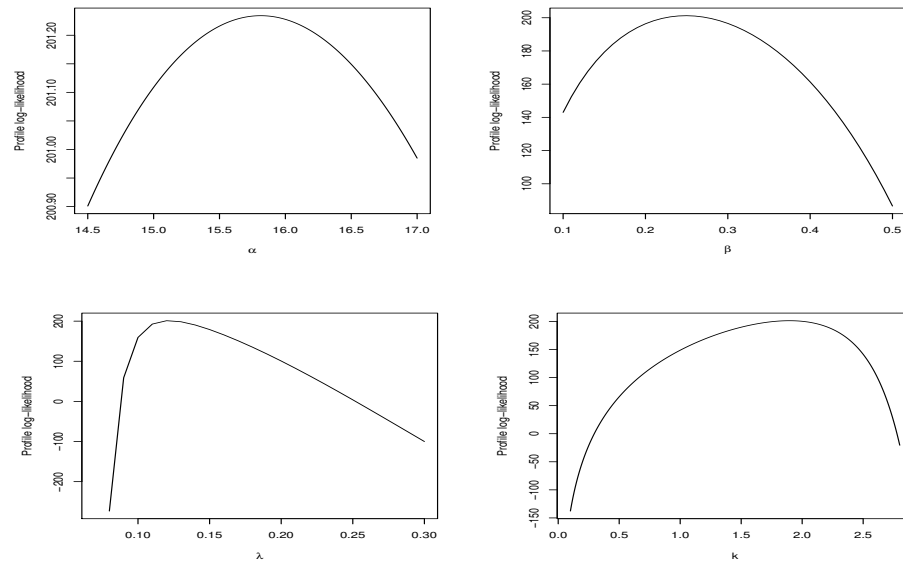 Profile log−likelihood
200.90 201.00 201.10 201.20
14.5 15.0 15.5 16.0 16.5 17.0
α
Profile log−likelihood
100 120 140 160 180 200
0.1 0.2 0.3 0.4 0.5
β
Profile log−likelihood
−200 −100 0 100 200
0.10 0.15 0.20 0.25 0.30
λ
Profile log−likelihood
−150 −100 −50 0 50 100 150 200
0.0 0.5 1.0 1.5 2.0 2.5
k